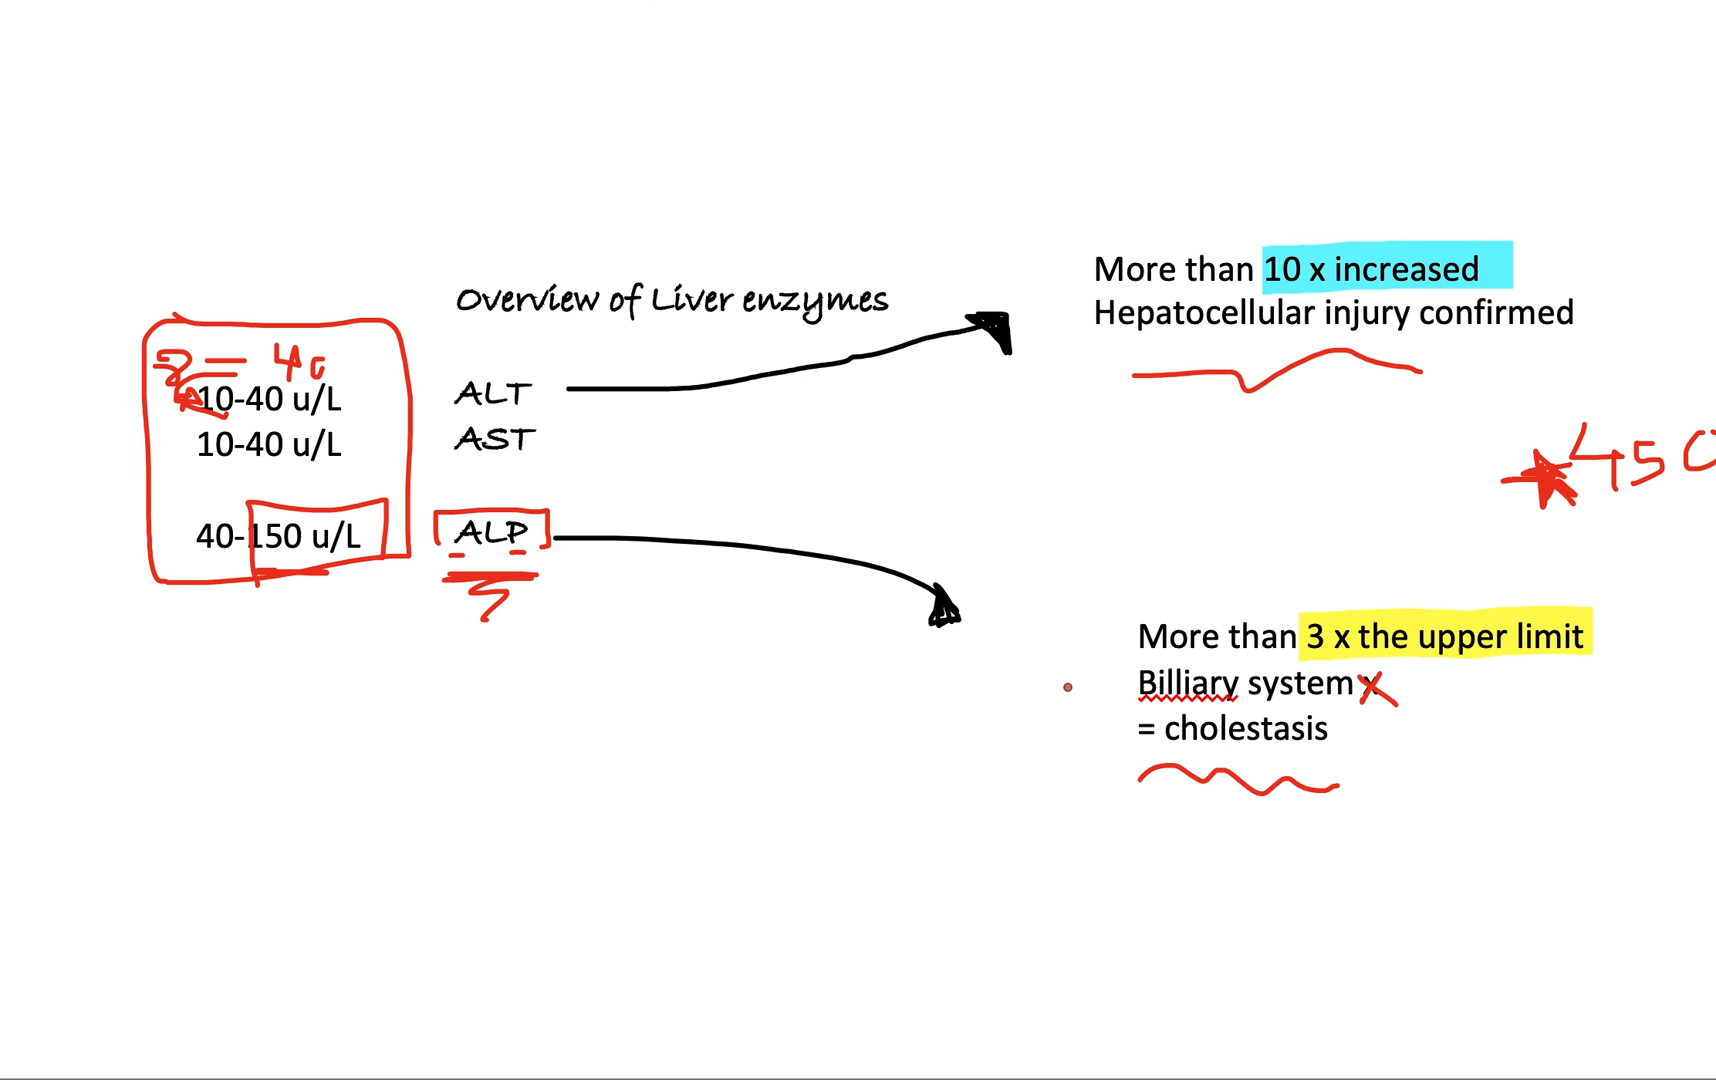 More than 10 x increased
Hepatocellular injury confirmed
Overview of Liver enzymes
40
10-40 u/L ALT
10-40 u/L AST
450
40-150 u/L ALP
More than 3 x the upper limit
Billiary system x
= cholestasis